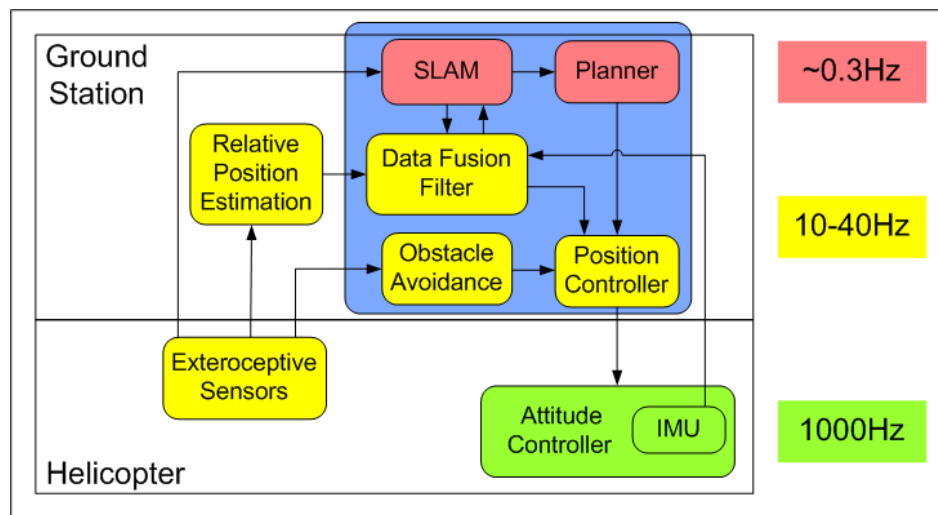 Ground
Station
SLAM
Planner
~0.3Hz
Relative
Position
Estimation
Data Fusion
Filter
10-40Hz
Obstacle
Avoidance
Position
Controller
Exteroceptive
Sensors
Attitude
Controller
IMU
1000Hz
Helicopter